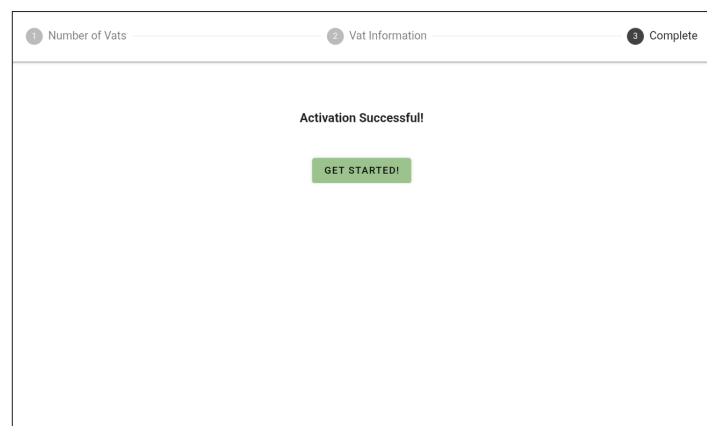 1 Number of Vats 2 Vat Information 3 Complete
Activation Successful!
GET STARTED!